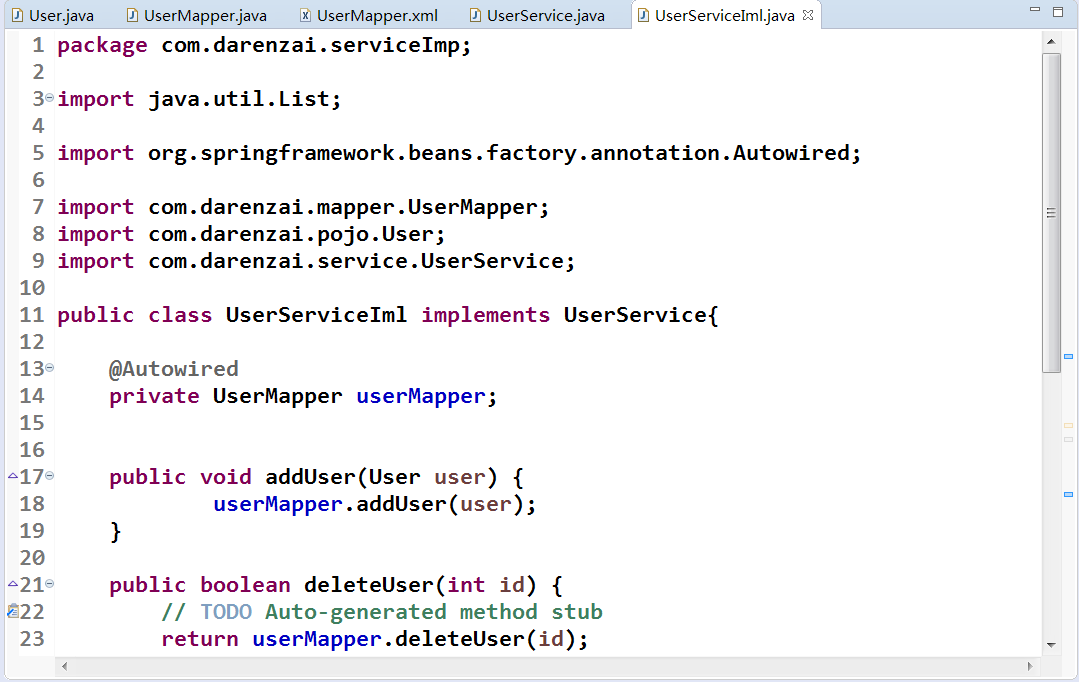 User.java UserMapper.java UserMapper.xml UserService.java UserServiceIml.java
1 package com.darenzai.serviceImp;
2
3 import java.util.List;
4
5 import org.springframework.beans.factory.annotation.Autowired;
6
7 import com.darenzai.mapper.UserMapper;
8 import com.darenzai.pojo.User;
9 import com.darenzai.service.UserService;
10
11 public class UserServiceIml implements UserService{
12
13 @Autowired
14 private UserMapper userMapper;
15
16
17 public void addUser(User user) {
18 userMapper.addUser(user);
19 }
20
21 public boolean deleteUser(int id) {
22 // TODO Auto-generated method stub
23 return userMapper.deleteUser(id);